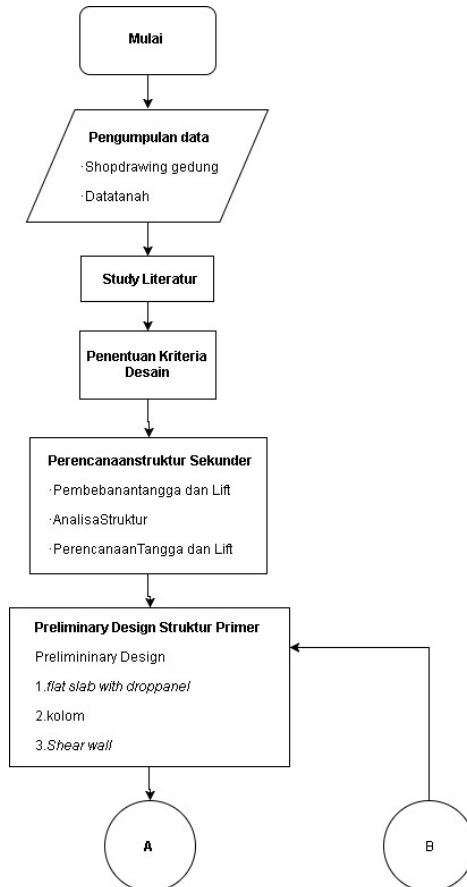 Mulai
Pengumpulan data
·Shopdrawing gedung
·Datatanah
Study Literatur
Penentuan Kriteria
Desain
Perencanaanstruktur Sekunder
·Pembebanantangga dan Lift
·AnalisaStruktur
·PerencanaanTangga dan Lift
Preliminary Design Struktur Primer
Prelimininary Design
1.flat slab with droppanel
2.kolom
3.Shear wall
A
B